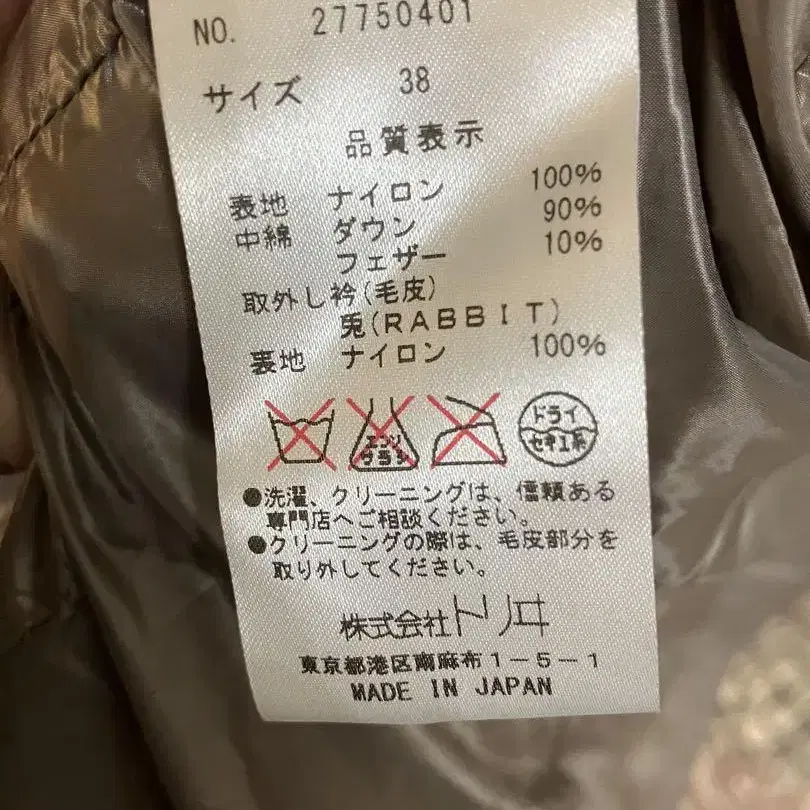 NO. 27750401
サイズ 38
品質表示
表地 ナイロン 100%
中綿 ダウン 90%
フェザー 10%
取外し衿(毛皮)
兎(RABBIT)
裏地 ナイロン 100%
エンソ
サラシ
ドライ
セキユ系
●洗濯、クリーニングは、信頼ある
専門店へご相談ください。
●クリーニングの際は、毛皮部分を
取り外してください。
株式会社トリヰ
東京都港区南麻布1-5-1
MADE IN JAPAN